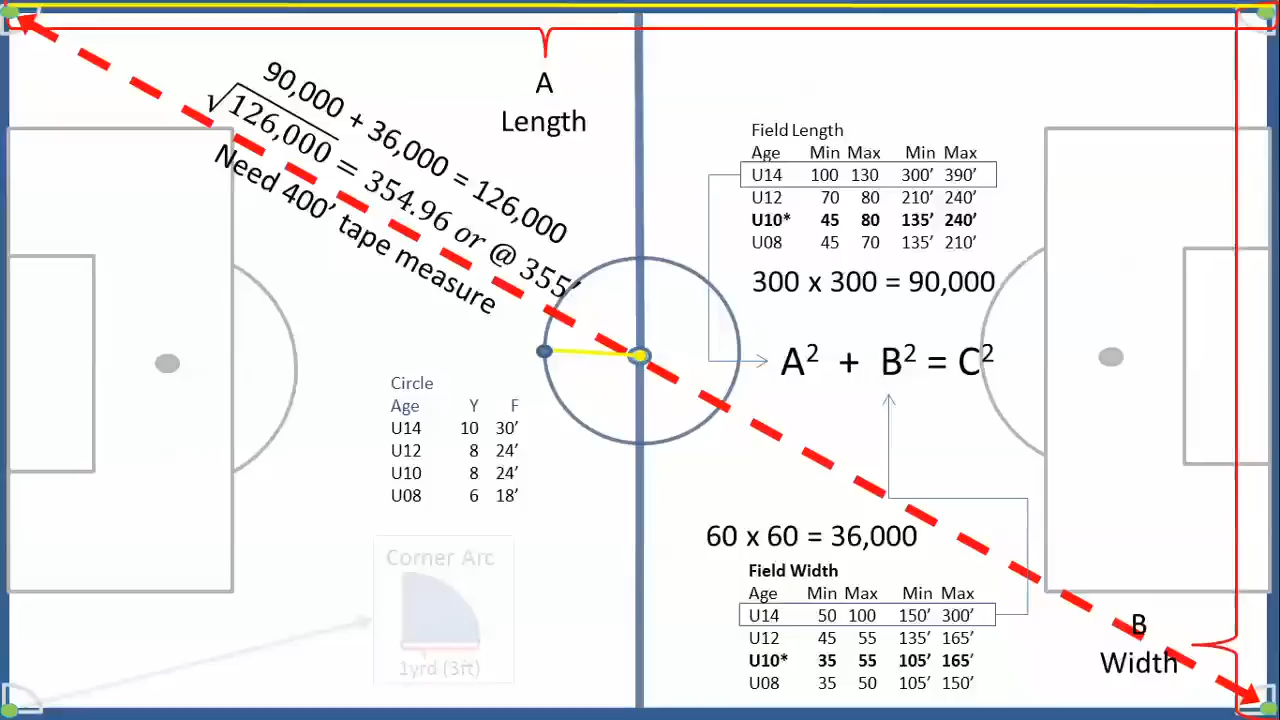 A
Length
90,000 + 36,000 = 126,000
√126,000 = 354.96 or @ 355'
Need 400' tape measure
Field Length
Age Min Max Min Max
U14 100 130 300' 390'
U12 70 80 210' 240'
U10* 45 80 135' 240'
U08 45 70 135' 210'
300 x 300 = 90,000
A² + B² = C²
Circle
Age Y F
U14 10 30'
U12 8 24'
U10 8 24'
U08 6 18'
Corner Arc
1yrd (3ft)
60 x 60 = 36,000
Field Width
Age Min Max Min Max
U14 50 100 150' 300'
U12 45 55 135' 165'
U10* 35 55 105' 165'
U08 35 50 105' 150'
B
Width